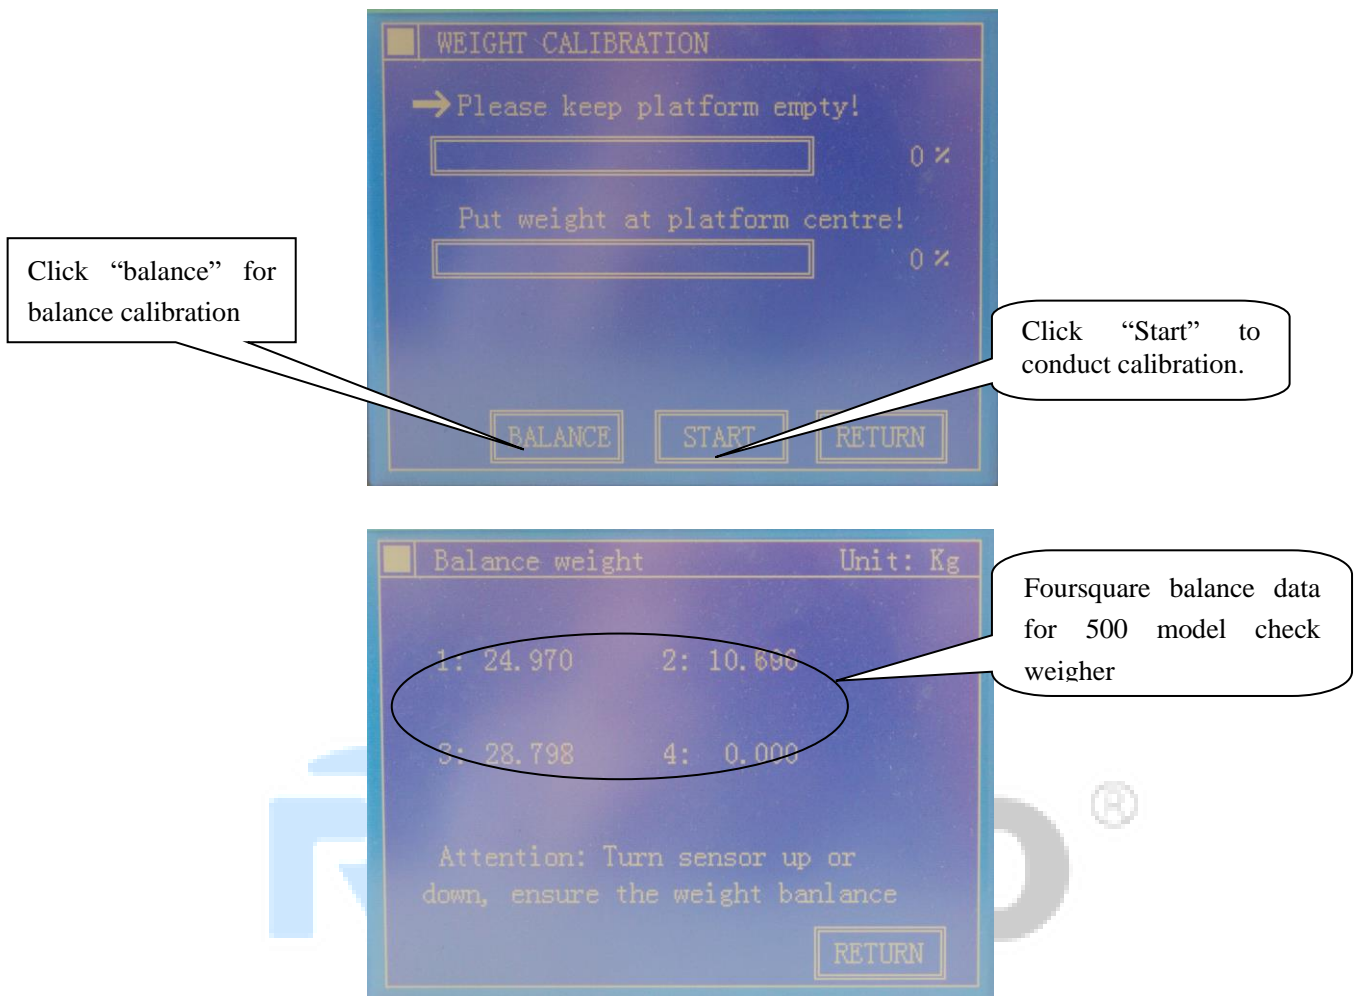 WEIGHT CALIBRATION
Please keep platform empty!
0 %
Put weight at platform centre!
0 %
BALANCE START RETURN
Click “balance” for
balance calibration
Click “Start” to
conduct calibration.
Balance weight Unit: Kg
1: 24.970 2: 10.696
3: 28.798 4: 0.000
Attention: Turn sensor up or
down, ensure the weight banlance
RETURN
Foursquare balance data
for 500 model check
weigher
®